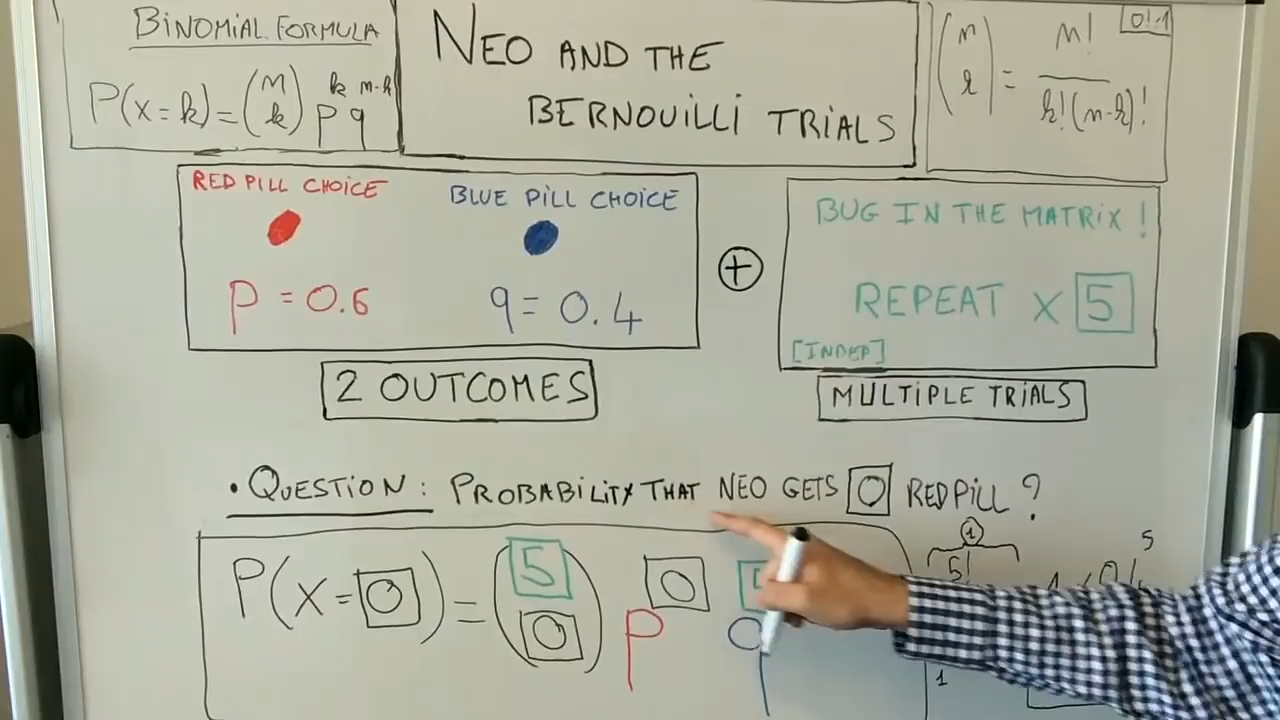 BINOMIAL FORMULA
P(x=k)=(n k) p^k q^n-k
NEO AND THE
BERNOUILLI TRIALS
(n k) = n! / k!(n-k)!
0!=1
RED PILL CHOICE
p = 0.6
BLUE PILL CHOICE
q = 0.4
2 OUTCOMES
+
BUG IN THE MATRIX !
REPEAT x 5
[INDEP]
MULTIPLE TRIALS
• QUESTION: PROBABILITY THAT NEO GETS 0 RED PILL ?
P(x=0) = (5 0) p^0 q
1
5!
5
1